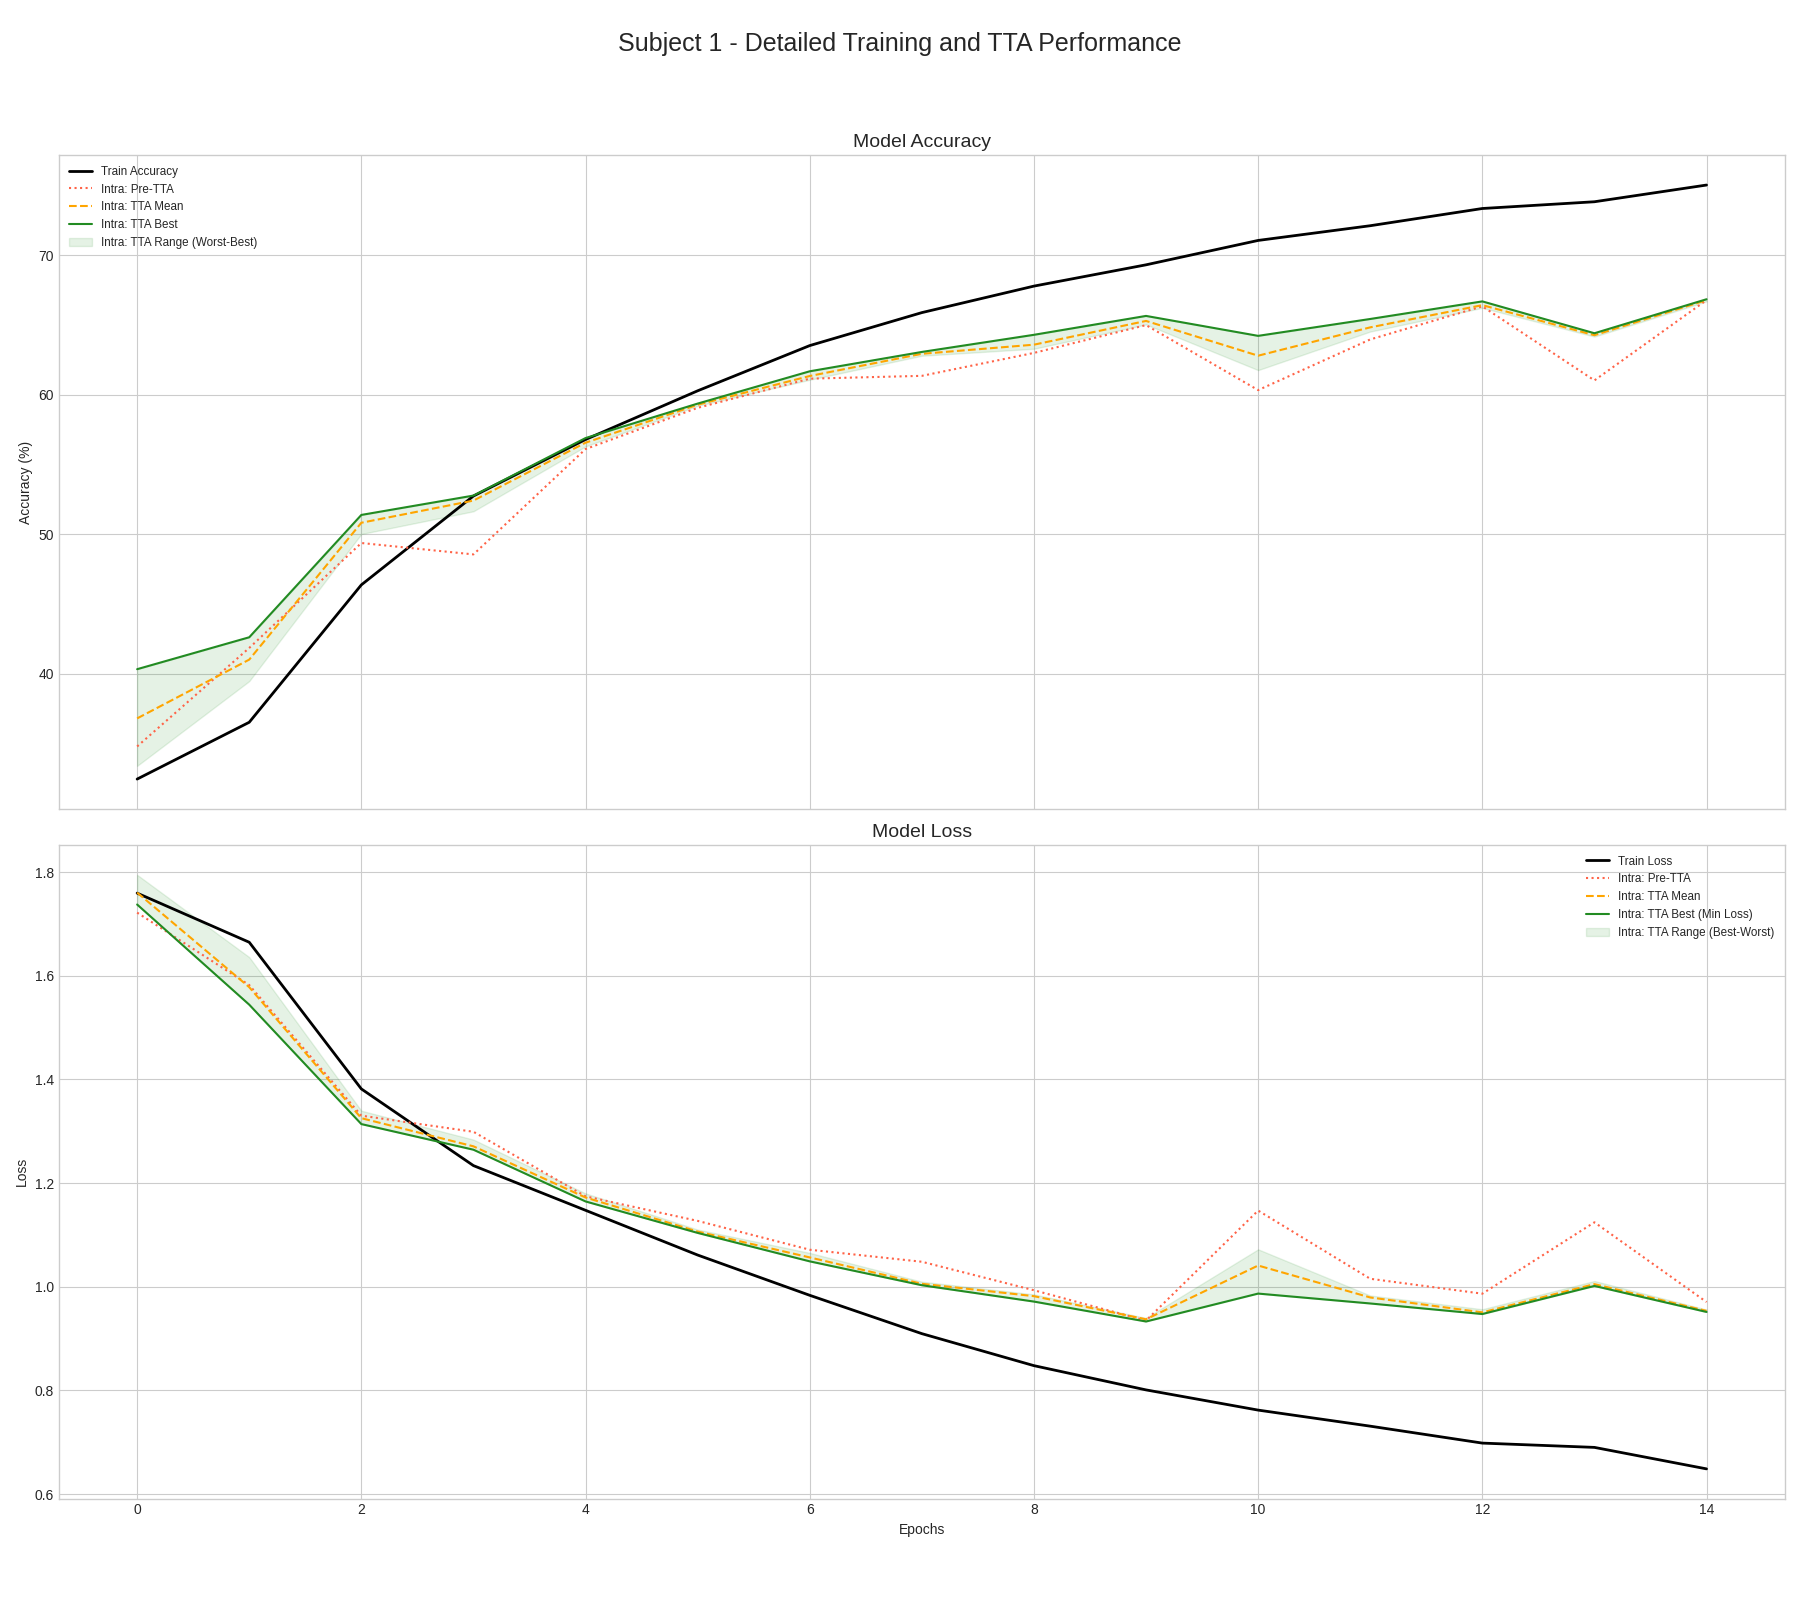 Subject 1 - Detailed Training and TTA Performance
Model Accuracy
Train Accuracy
Intra: Pre-TTA
Intra: TTA Mean
Intra: TTA Best
Intra: TTA Range (Worst-Best)
Accuracy (%)
70
60
50
40
Model Loss
Train Loss
Intra: Pre-TTA
Intra: TTA Mean
Intra: TTA Best (Min Loss)
Intra: TTA Range (Best-Worst)
Loss
1.8
1.6
1.4
1.2
1.0
0.8
0.6
0 2 4 6 8 10 12 14
Epochs